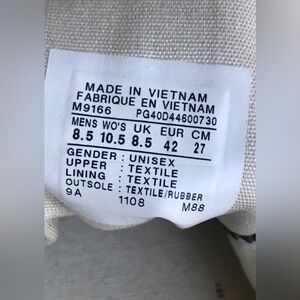 MADE IN VIETNAM
FABRIQUE EN VIETNAM
M9166 PG40D44600730
MENS WO'S UK EUR CM
8.5 10.5 8.5 42 27
GENDER : UNISEX
UPPER : TEXTILE
LINING : TEXTILE
OUTSOLE : TEXTILE/RUBBER
9A 1108 M88